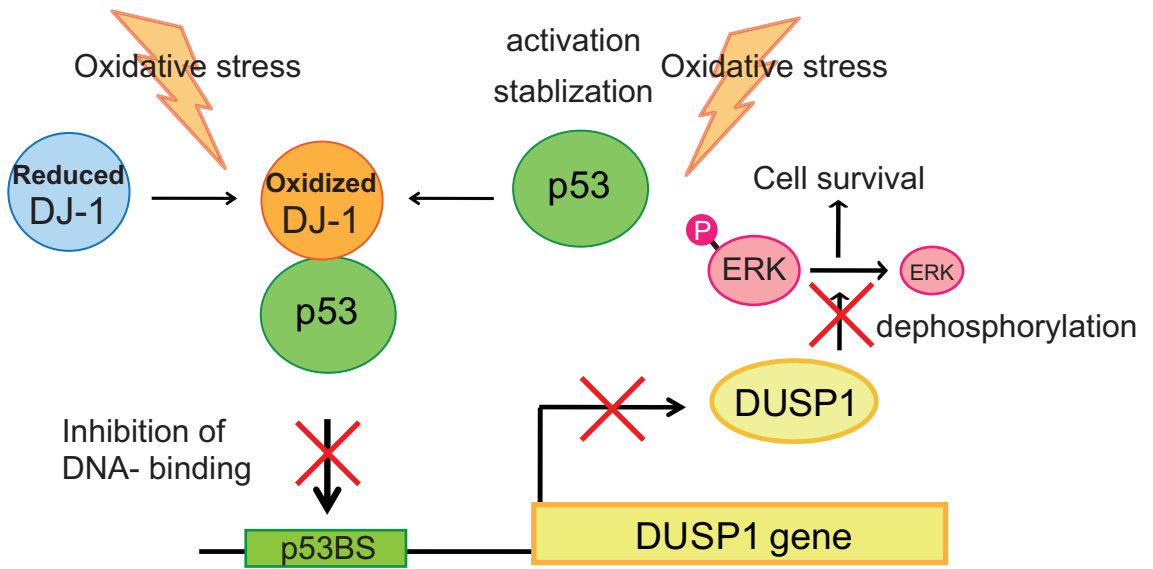 Oxidative stress
activation
stablization
Oxidative stress
Reduced
DJ-1
Oxidized
DJ-1
p53
p53
Cell survival
P
ERK
ERK
dephosphorylation
DUSP1
Inhibition of
DNA- binding
p53BS
DUSP1 gene